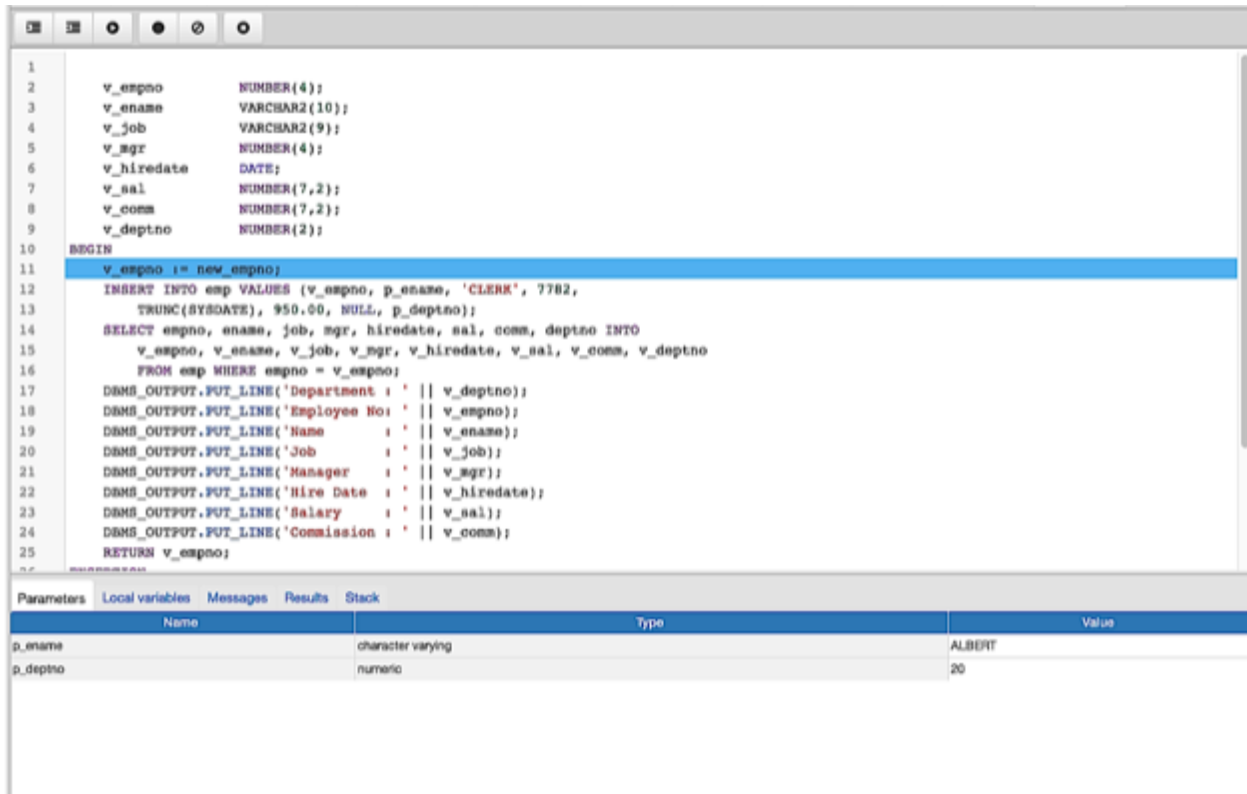 1
2 v_empno NUMBER(4);
3 v_ename VARCHAR2(10);
4 v_job VARCHAR2(9);
5 v_mgr NUMBER(4);
6 v_hiredate DATE;
7 v_sal NUMBER(7,2);
8 v_comm NUMBER(7,2);
9 v_deptno NUMBER(2);
10 BEGIN
11 v_empno := new_empno;
12 INSERT INTO emp VALUES (v_empno, p_ename, 'CLERK', 7782,
13 TRUNC(SYSDATE), 950.00, NULL, p_deptno);
14 SELECT empno, ename, job, mgr, hiredate, sal, comm, deptno INTO
15 v_empno, v_ename, v_job, v_mgr, v_hiredate, v_sal, v_comm, v_deptno
16 FROM emp WHERE empno = v_empno;
17 DBMS_OUTPUT.PUT_LINE('Department : ' || v_deptno);
18 DBMS_OUTPUT.PUT_LINE('Employee No: ' || v_empno);
19 DBMS_OUTPUT.PUT_LINE('Name       : ' || v_ename);
20 DBMS_OUTPUT.PUT_LINE('Job        : ' || v_job);
21 DBMS_OUTPUT.PUT_LINE('Manager    : ' || v_mgr);
22 DBMS_OUTPUT.PUT_LINE('Hire Date  : ' || v_hiredate);
23 DBMS_OUTPUT.PUT_LINE('Salary     : ' || v_sal);
24 DBMS_OUTPUT.PUT_LINE('Commission : ' || v_comm);
25 RETURN v_empno;
Parameters Local variables Messages Results Stack
Name Type Value
p_ename character varying ALBERT
p_deptno numeric 20